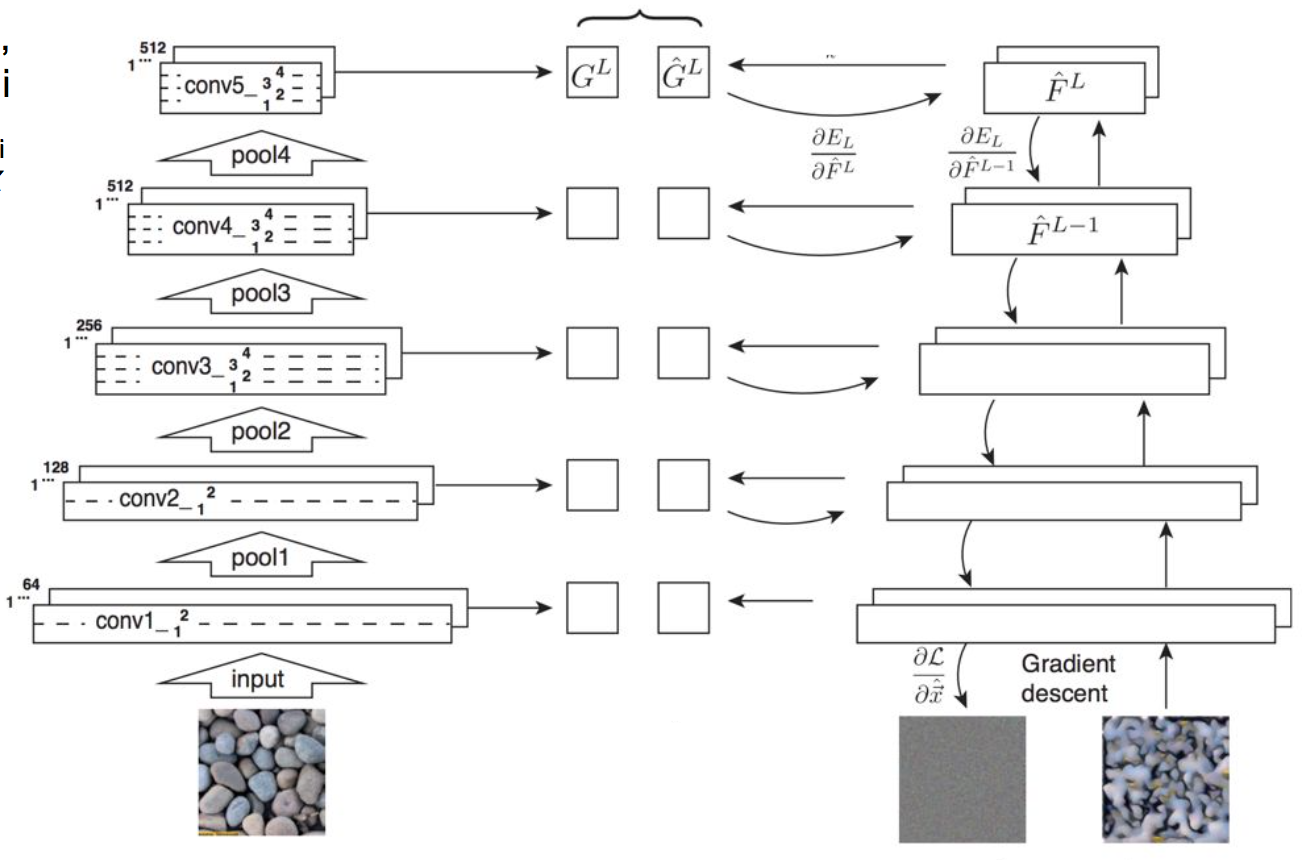 ,
i
i
512
1...
conv5_ 1 2 3 4
G^L
Ĝ^L
F̂^L
∂E_L
∂F̂^L
∂E_L
∂F̂^{L-1}
pool4
512
1...
conv4_ 1 2 3 4
F̂^{L-1}
pool3
256
1...
conv3_ 1 2 3 4
pool2
128
1...
conv2_ 1 2
pool1
64
1...
conv1_ 1 2
input
∂ℒ
∂x̂⃗
Gradient
descent